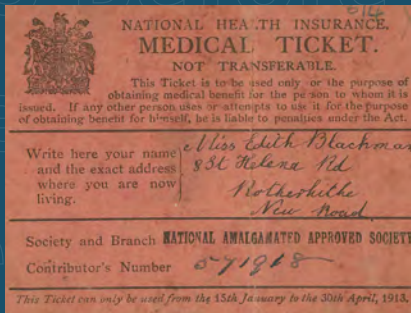 NATIONAL HEALTH INSURANCE.
MEDICAL TICKET.
NOT TRANSFERABLE.
This Ticket is to be used only for the purpose of
obtaining medical benefit for the person to whom it is
issued. If any other person uses or attempts to use it for the purpose
of obtaining benefit for himself, he is liable to penalties under the Act.
Write here your name
and the exact address
where you are now
living.
Miss Edith Blackman
8 St Helena Rd
Rotherhithe
New Road.
Society and Branch NATIONAL AMALGAMATED APPROVED SOCIETY
Contributor's Number 571918
This Ticket can only be used from the 15th January to the 30th April, 1913.